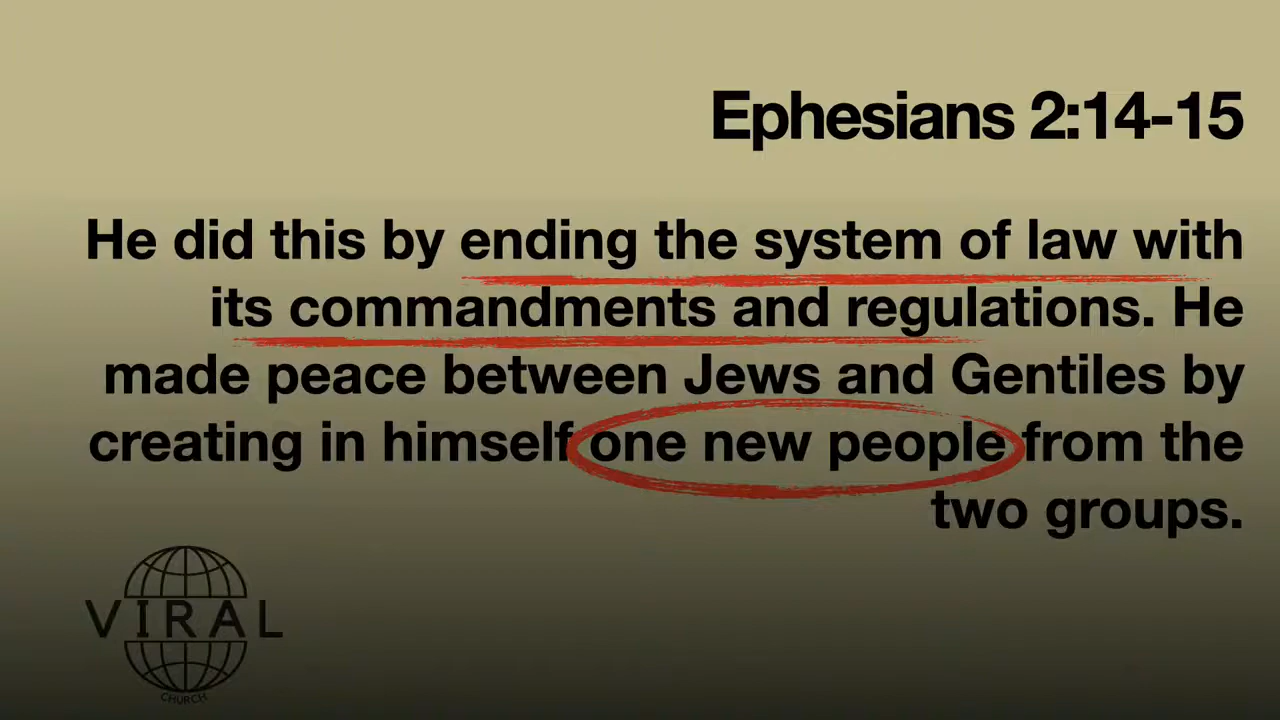 Ephesians 2:14-15
He did this by ending the system of law with
its commandments and regulations. He
made peace between Jews and Gentiles by
creating in himself one new people from the
two groups.
VIRAL
CHURCH